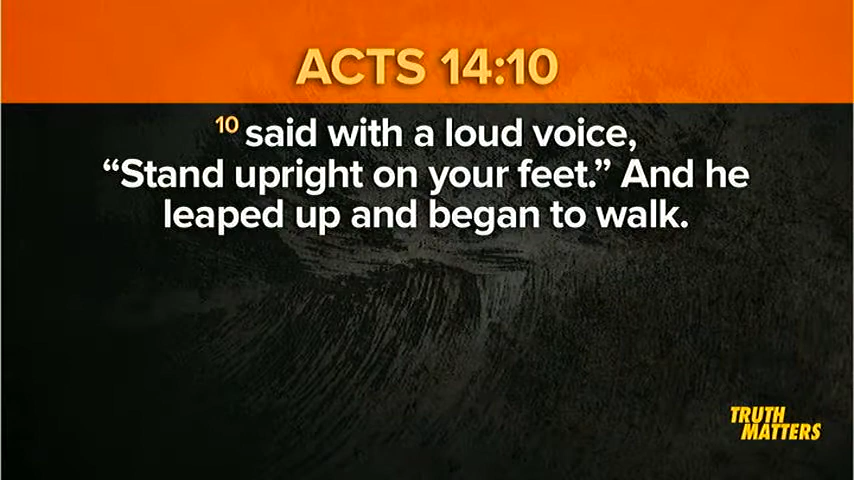 ACTS 14:10
10 said with a loud voice,
“Stand upright on your feet.” And he
leaped up and began to walk.
TRUTH
MATTERS